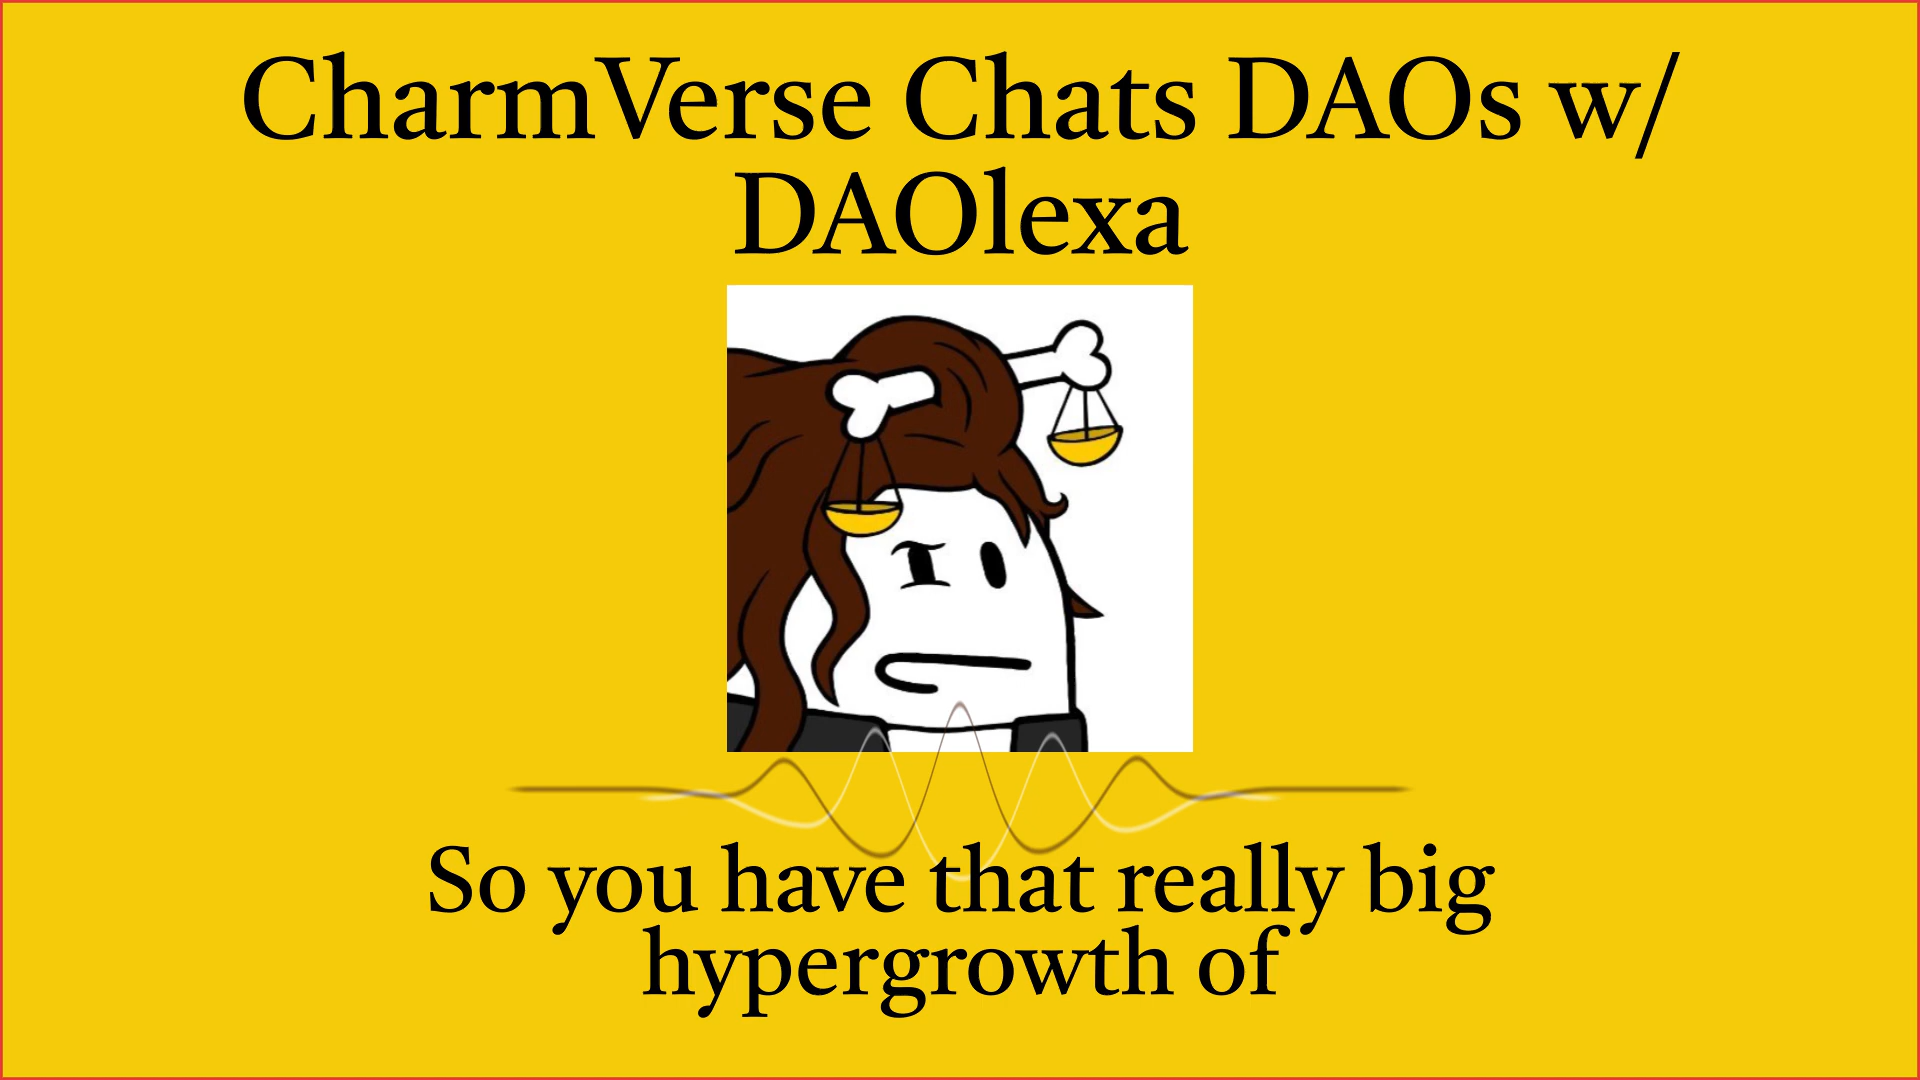 CharmVerse Chats DAOs w/
DAOlexa
So you have that really big
hypergrowth of